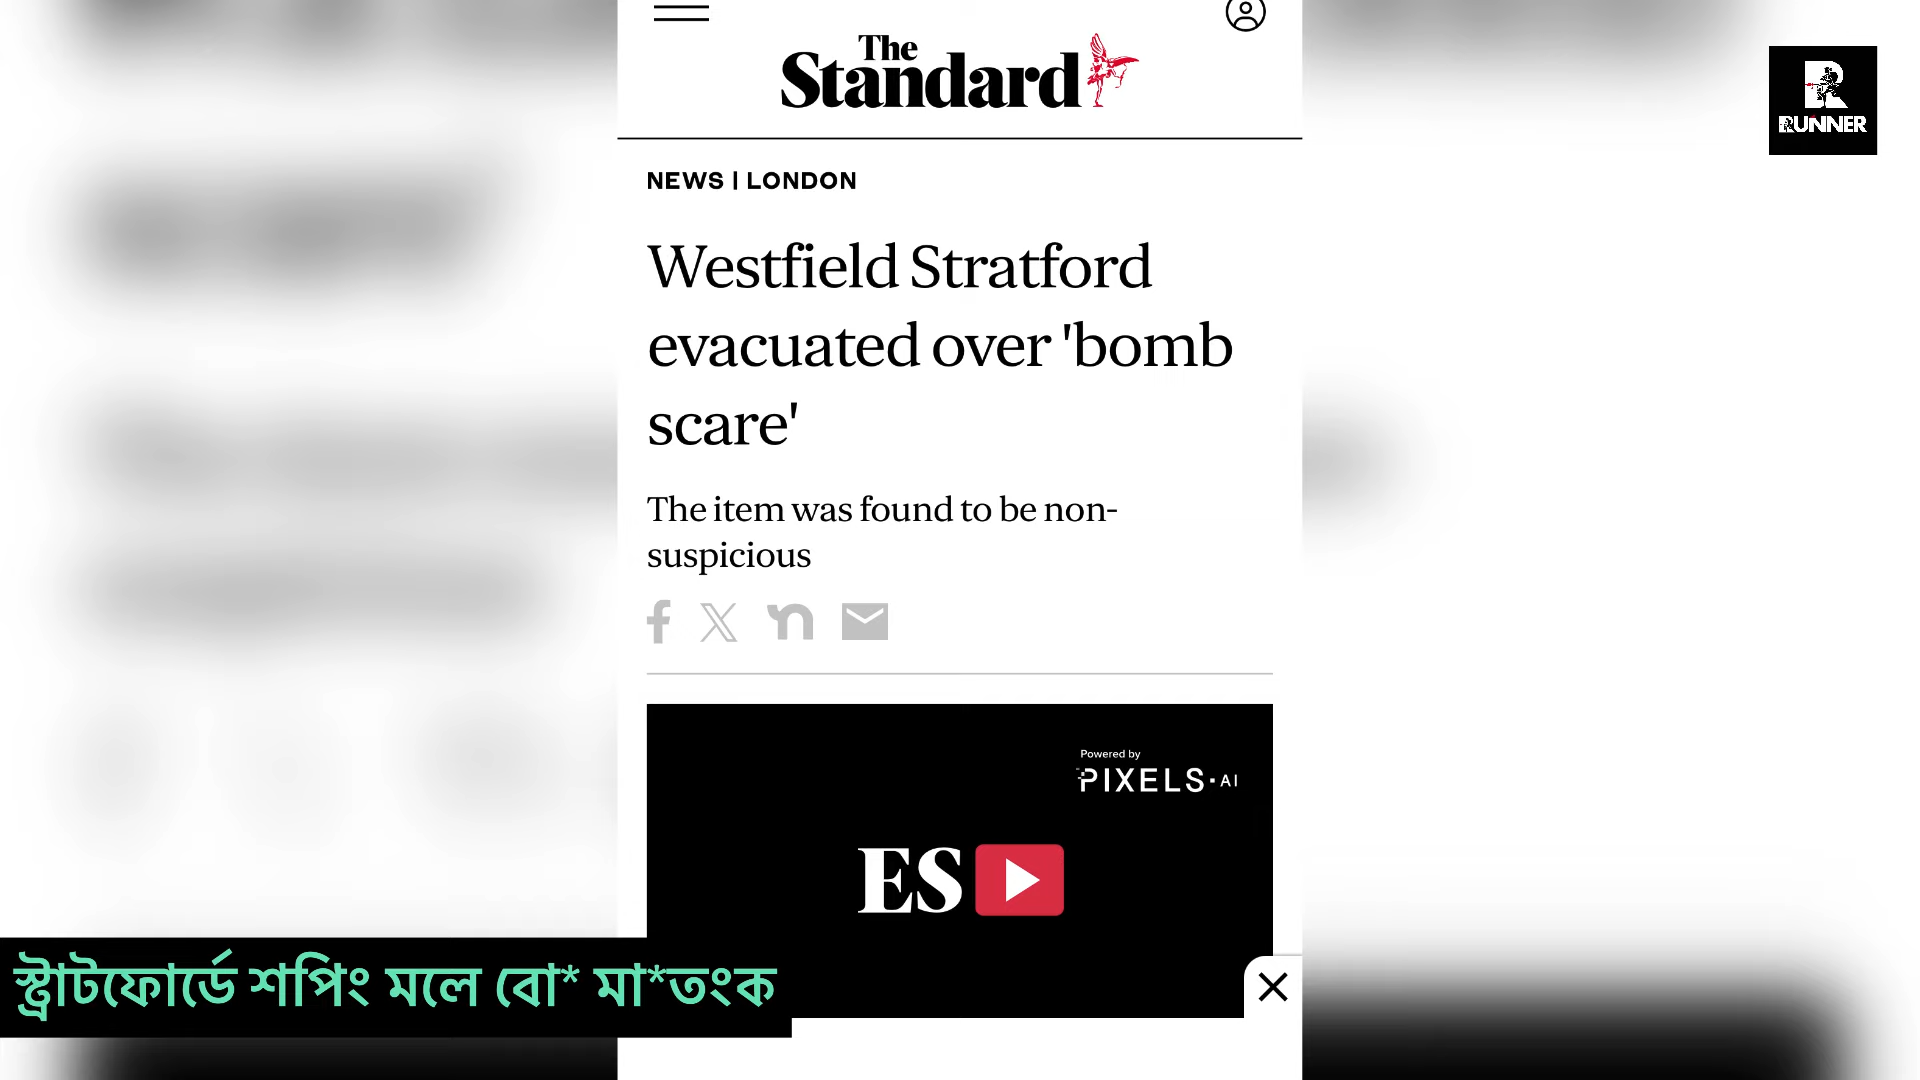 The
Standard
RUNNER
NEWS | LONDON
Westfield Stratford
evacuated over 'bomb
scare'
The item was found to be non-
suspicious
Powered by
PIXELS·AI
ES
স্ট্রাটফোর্ডে শপিং মলে বো* মা*তংক